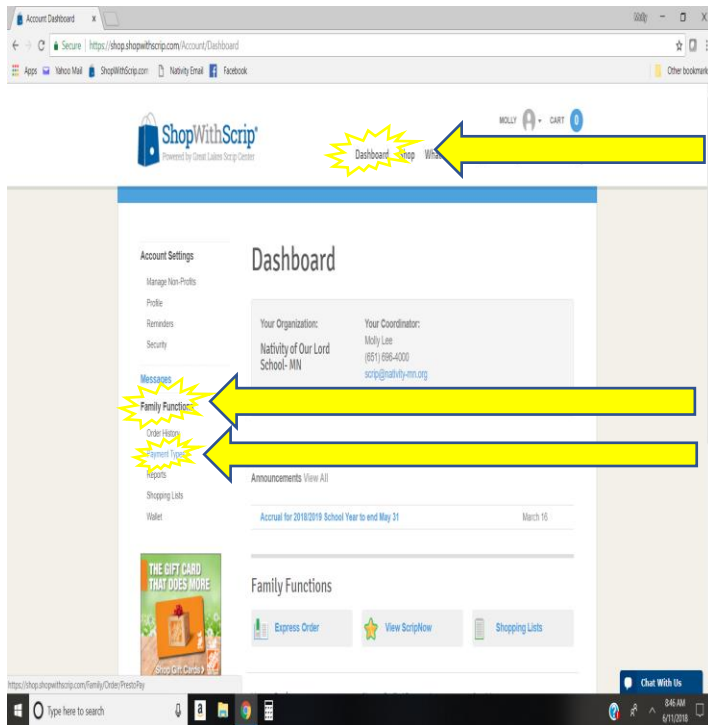 Account Dashboard x
Molly
Secure | https://shop.shopwithscrip.com/Account/Dashboard
Apps Yahoo Mail ShopWithScrip.com Nativity Email Facebook Other bookmark
MOLLY CART 0
ShopWithScrip
Powered by Great Lakes Scrip Center
Dashboard Shop
Account Settings
Manage Non-Profits
Profile
Reminders
Security
Messages
Family Functions
Order History
Payment Types
Reports
Shopping Lists
Wallet
THE GIFT CARD
THAT DOES MORE
Shop Gift Cards >
Dashboard
Your Organization:
Nativity of Our Lord
School- MN
Your Coordinator:
Molly Lee
(651) 696-4000
scrip@nativity-mn.org
Announcements View All
Accrual for 2018/2019 School Year to end May 31 March 16
Family Functions
Express Order View ScripNow Shopping Lists
https://shop.shopwithscrip.com/Family/Order/PrestoPay
Chat With Us
Type here to search
a
8:46 AM
6/11/2018